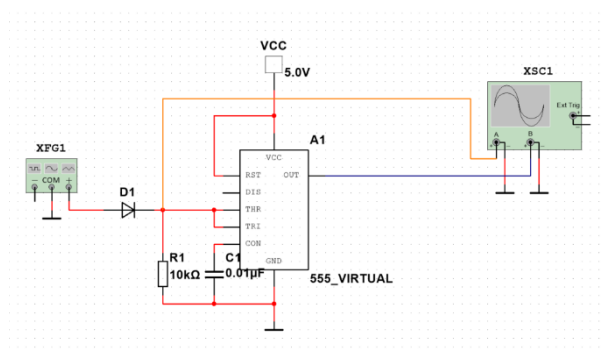 VCC
5.0V
XSC1
Ext Trig
A
B
XFG1
COM
A1
VCC
RST
OUT
DIS
D1
THR
TRI
CON
R1
10kΩ
C1
0.01µF
GND
555_VIRTUAL